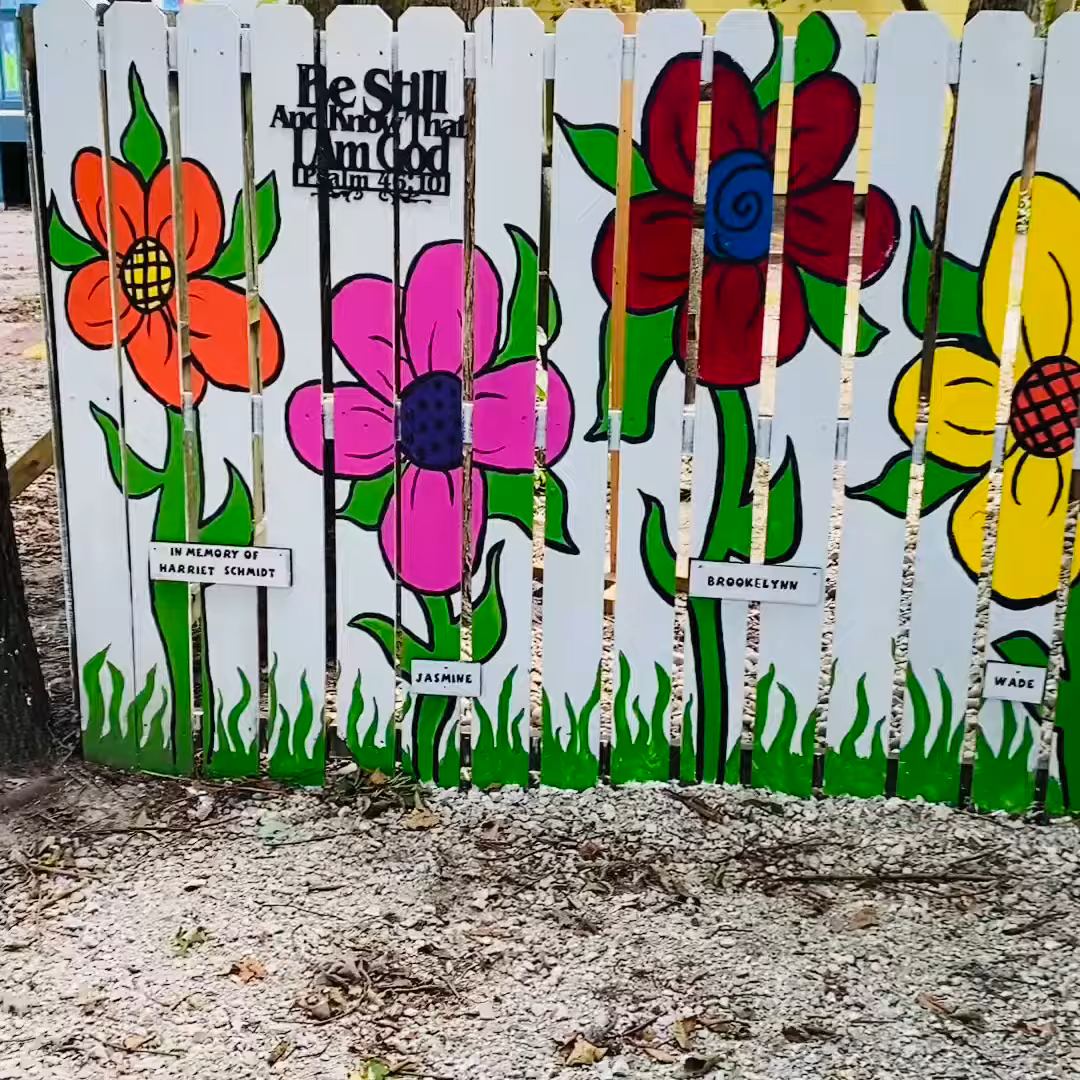 Be Still
And Know That
I Am God
[Psalm 46:10]
IN MEMORY OF
HARRIET SCHMIDT
JASMINE
BROOKELYNN
WADE